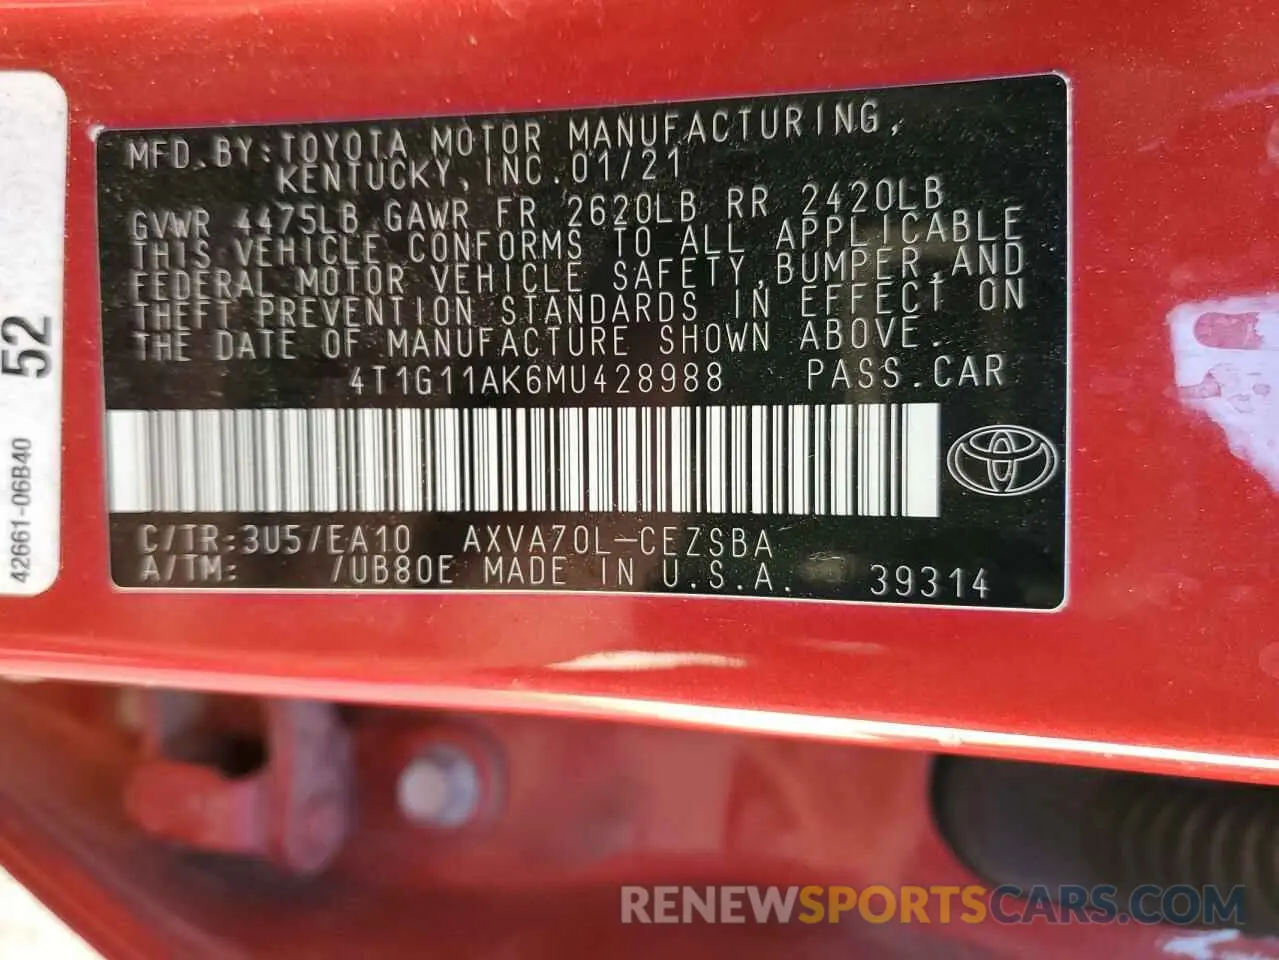 MFD.BY:TOYOTA MOTOR MANUFACTURING,
KENTUCKY, INC. 01/21
GVWR 4475LB GAWR FR 2620LB RR 2420LB
THIS VEHICLE CONFORMS TO ALL APPLICABLE
FEDERAL MOTOR VEHICLE SAFETY,BUMPER,AND
THEFT PREVENTION STANDARDS IN EFFECT ON
THE DATE OF MANUFACTURE SHOWN ABOVE.
4T1G11AK6MU428988 PASS.CAR
C/TR:3U5/EA10 AXVA70L-CEZSBA
A/TM: /UB80E MADE IN U.S.A. 39314
52
42661-06B40
RENEWSPORTSCARS.COM